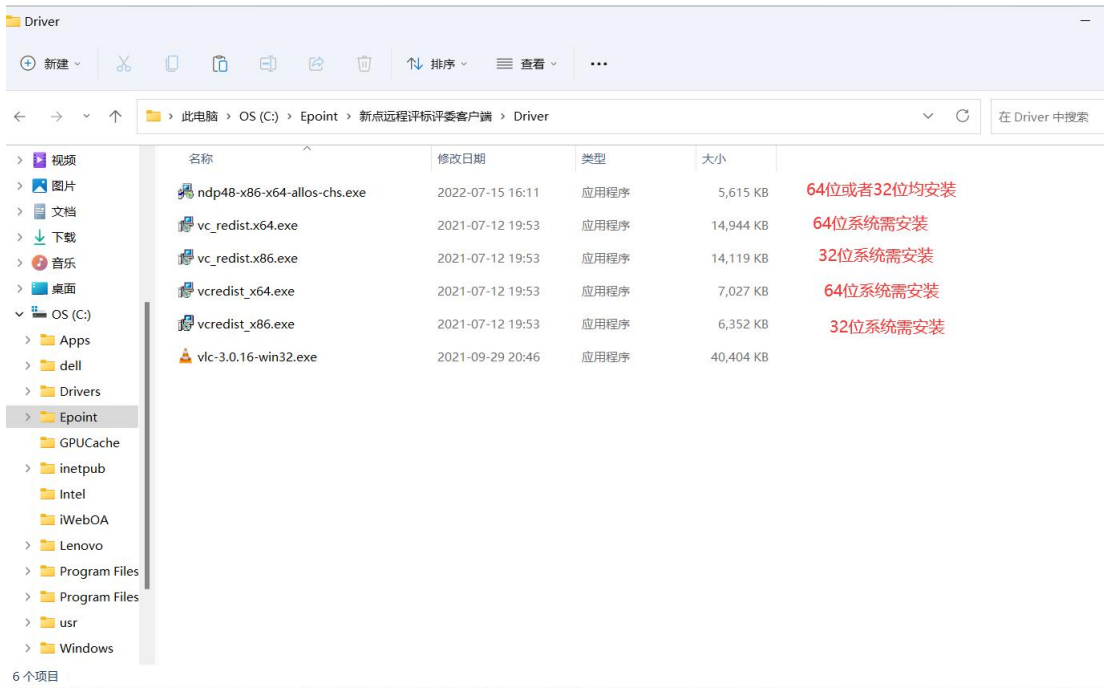 Driver
新建
排序
查看
此电脑 > OS (C:) > Epoint > 新点远程评标评委客户端 > Driver
在 Driver 中搜索
视频
图片
文档
下载
音乐
桌面
OS (C:)
Apps
dell
Drivers
Epoint
GPUCache
inetpub
Intel
iWebOA
Lenovo
Program Files
Program Files
usr
Windows
名称 修改日期 类型 大小
ndp48-x86-x64-allos-chs.exe 2022-07-15 16:11 应用程序 5,615 KB 64位或者32位均安装
vc_redist.x64.exe 2021-07-12 19:53 应用程序 14,944 KB 64位系统需安装
vc_redist.x86.exe 2021-07-12 19:53 应用程序 14,119 KB 32位系统需安装
vcredist_x64.exe 2021-07-12 19:53 应用程序 7,027 KB 64位系统需安装
vcredist_x86.exe 2021-07-12 19:53 应用程序 6,352 KB 32位系统需安装
vlc-3.0.16-win32.exe 2021-09-29 20:46 应用程序 40,404 KB
6 个项目